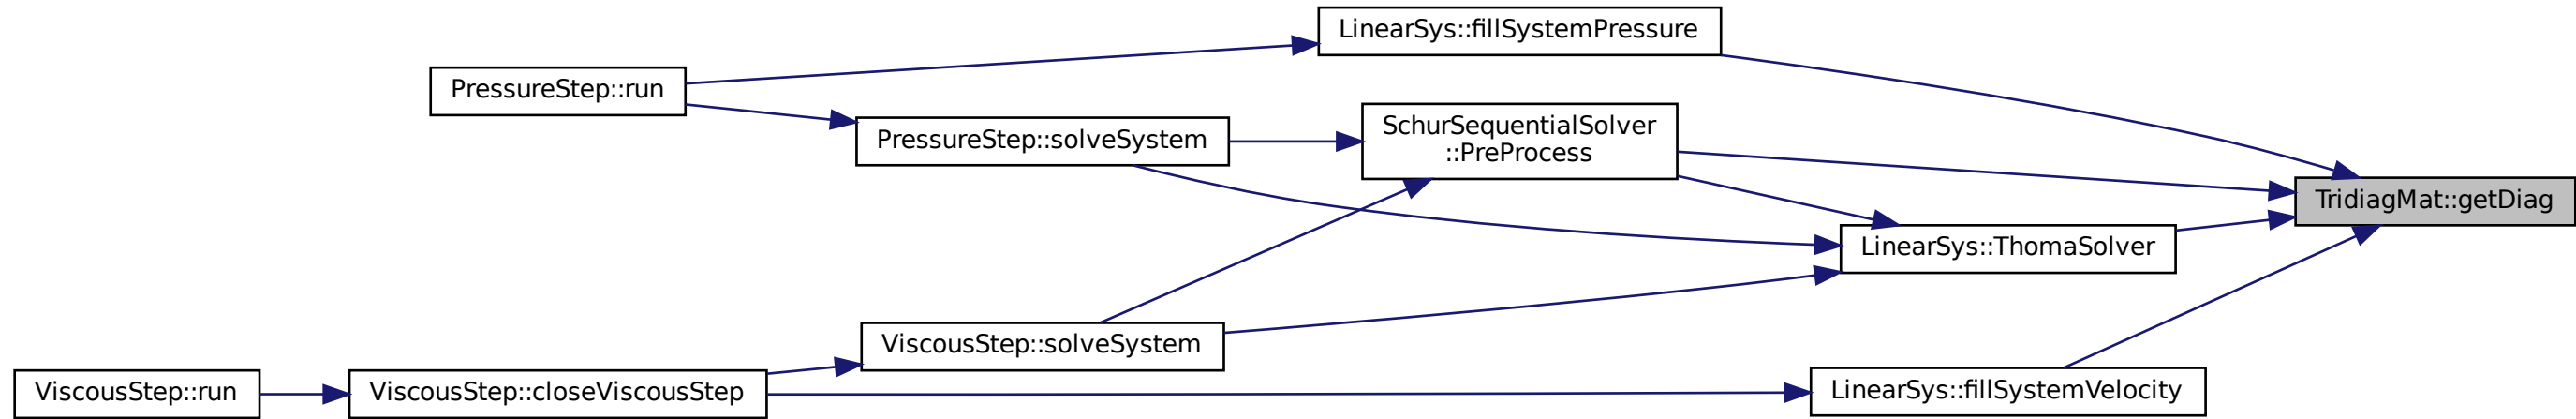 LinearSys::fillSystemPressure
PressureStep::run
SchurSequentialSolver
::PreProcess
PressureStep::solveSystem
TridiagMat::getDiag
LinearSys::ThomaSolver
ViscousStep::solveSystem
ViscousStep::run
ViscousStep::closeViscousStep
LinearSys::fillSystemVelocity